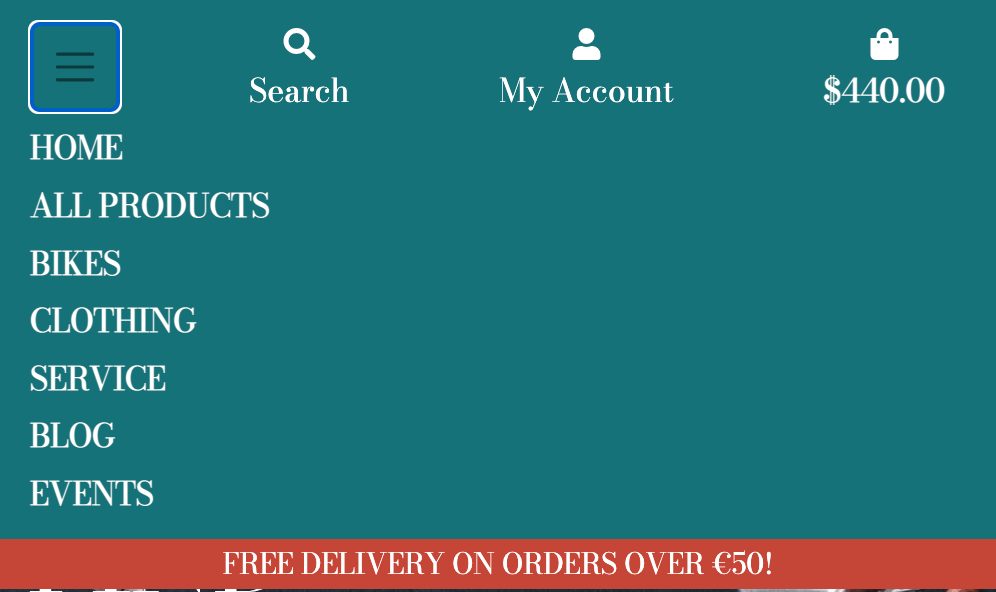 Search
My Account
$440.00
HOME
ALL PRODUCTS
BIKES
CLOTHING
SERVICE
BLOG
EVENTS
FREE DELIVERY ON ORDERS OVER €50!